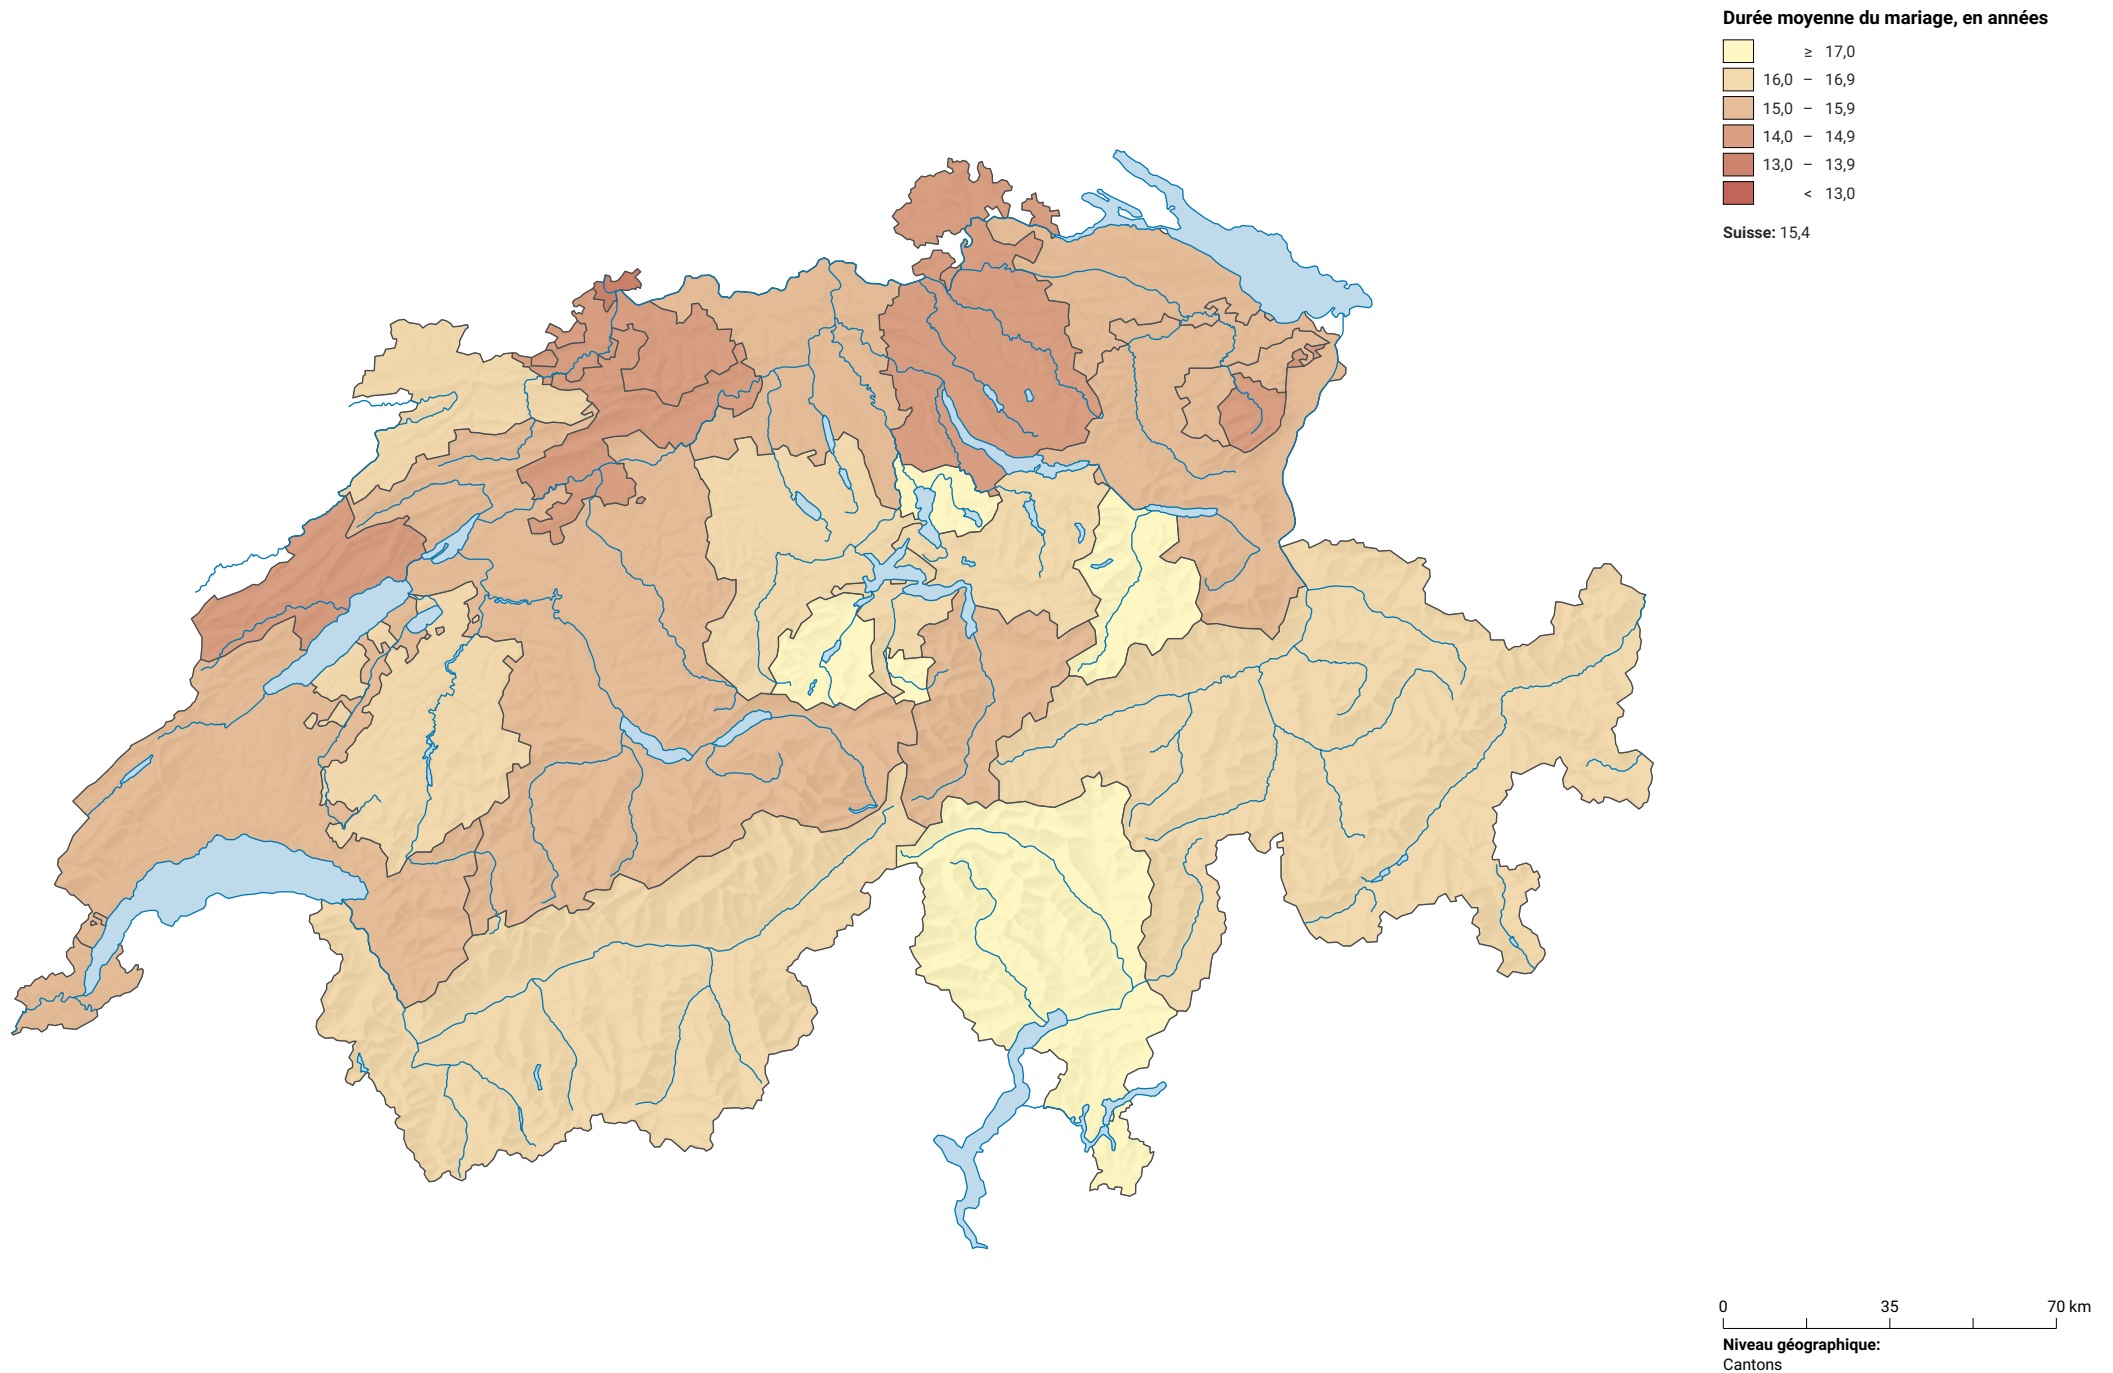 Durée moyenne du mariage, en années
≥ 17,0
16,0 – 16,9
15,0 – 15,9
14,0 – 14,9
13,0 – 13,9
< 13,0
Suisse: 15,4
0 35 70 km
Niveau géographique:
Cantons